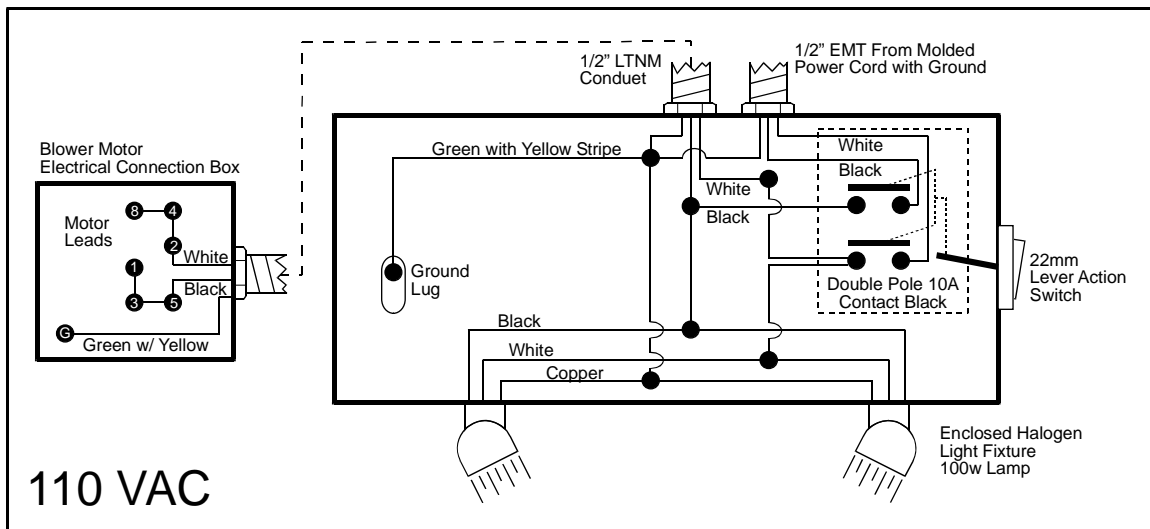 1/2” LTNM
Conduet
1/2” EMT From Molded
Power Cord with Ground
Blower Motor
Electrical Connection Box
Green with Yellow Stripe
White
Black
White
Black
8
4
Motor
Leads
2
White
1
Black
3
5
G
Green w/ Yellow
Ground
Lug
Double Pole 10A
Contact Black
22mm
Lever Action
Switch
Black
White
Copper
Enclosed Halogen
Light Fixture
100w Lamp
110 VAC